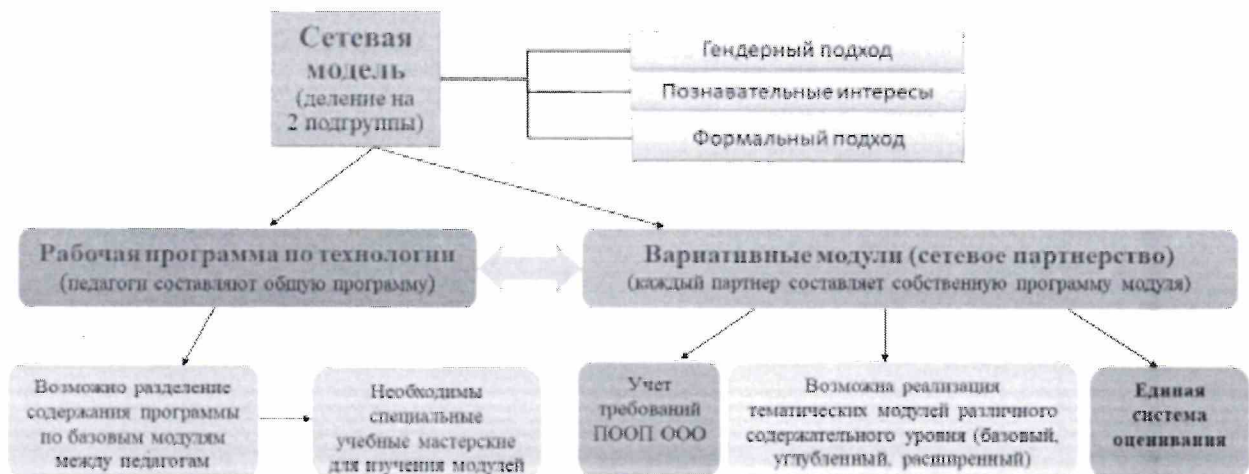 Сетевая
модель
(деление на
2 подгруппы)
Гендерный подход
Познавательные интересы
Формальный подход
Рабочая программа по технологии
(педагоги составляют общую программу)
Вариативные модули (сетевое партнерство)
(каждый партнер составляет собственную программу модуля)
Возможно разделение
содержания программы
по базовым модулям
между педагогам
Необходимы
специальные
учебные мастерские
для изучения модулей
Учет
требований
ПООП ООО
Возможна реализация
тематических модулей различного
содержательного уровня (базовый,
углубленный, расширенный)
Единая
система
оценивания